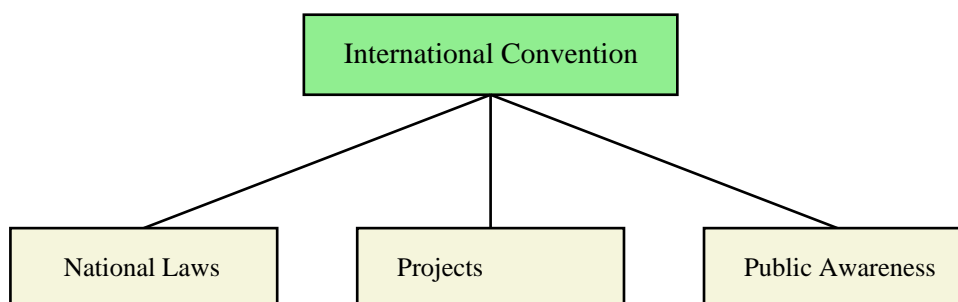 International Convention
National Laws
Projects
Public Awareness